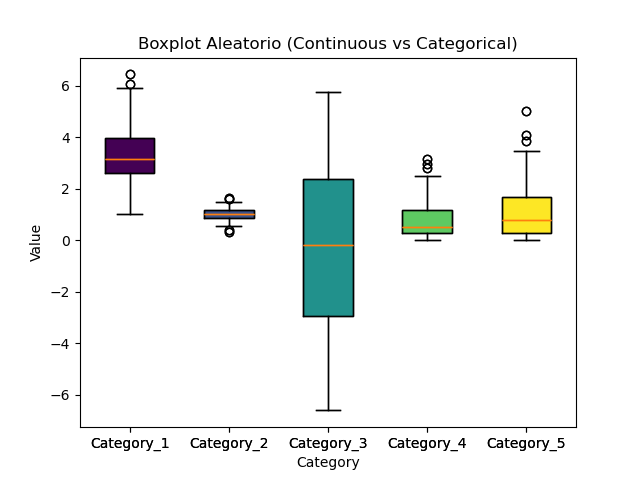 Boxplot Aleatorio (Continuous vs Categorical)
6
4
2
0
−2
−4
−6
Value
Category_1 Category_2 Category_3 Category_4 Category_5
Category